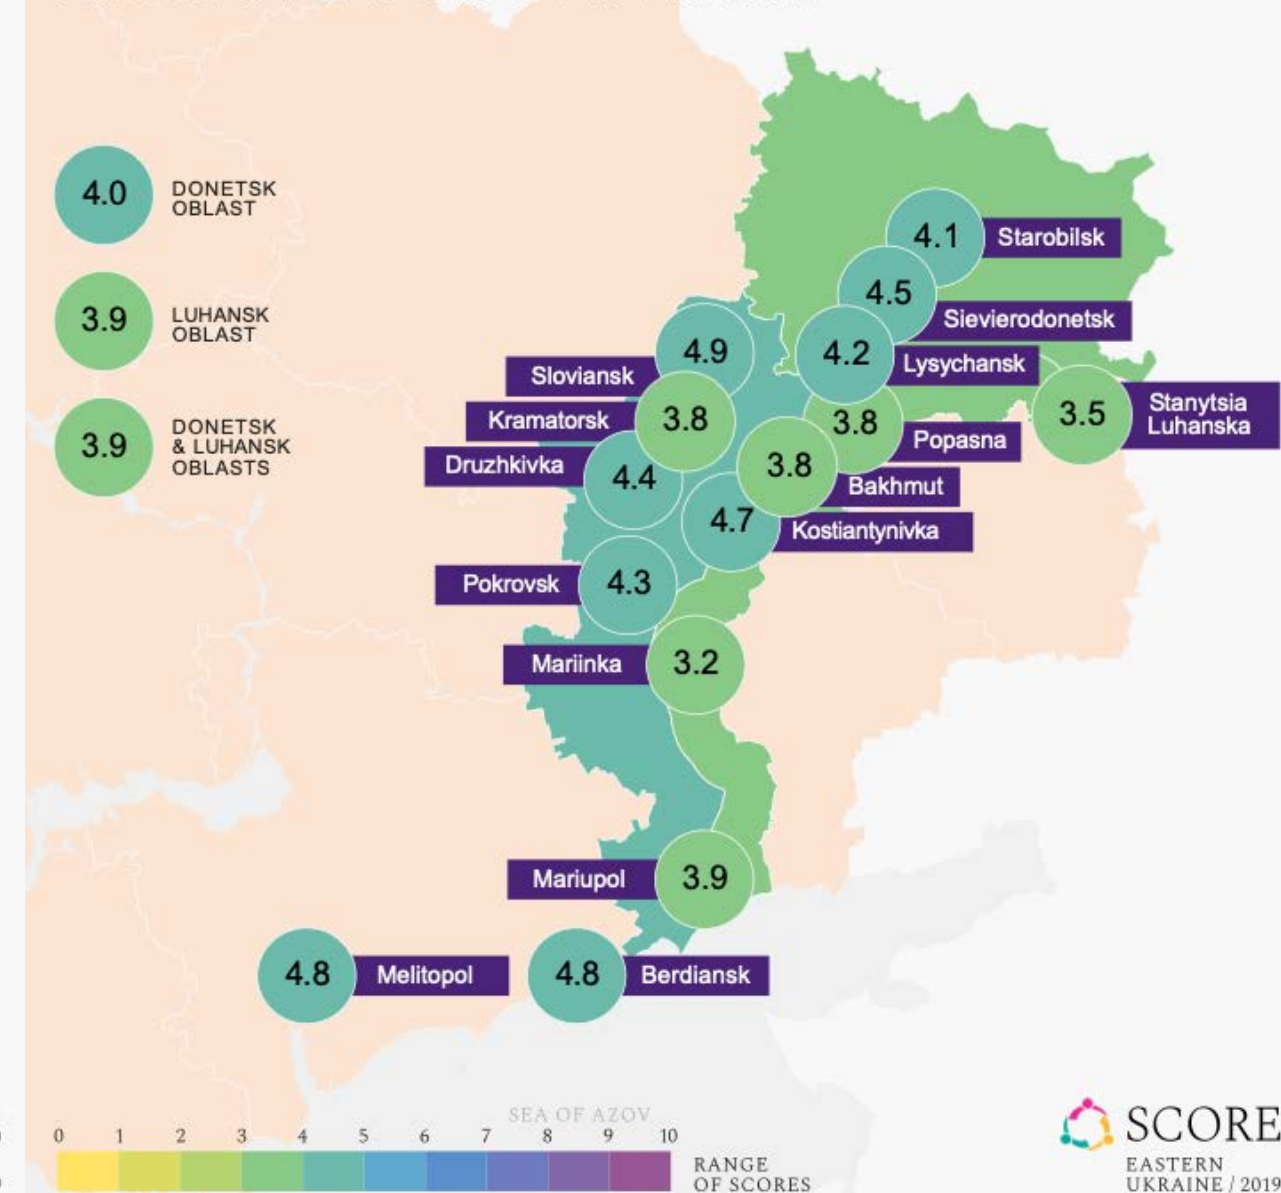 4.0
DONETSK
OBLAST
3.9
LUHANSK
OBLAST
3.9
DONETSK
& LUHANSK
OBLASTS
4.1
Starobilsk
4.5
Sievierodonetsk
4.9
Sloviansk
4.2
Lysychansk
3.8
Kramatorsk
3.8
Popasna
3.5
Stanytsia
Luhanska
Druzhkivka
4.4
3.8
Bakhmut
4.7
Kostiantynivka
Pokrovsk
4.3
Mariinka
3.2
Mariupol
3.9
4.8
Melitopol
4.8
Berdiansk
SEA OF AZOV
0 1 2 3 4 5 6 7 8 9 10
RANGE
OF SCORES
SCORE
EASTERN
UKRAINE / 2019